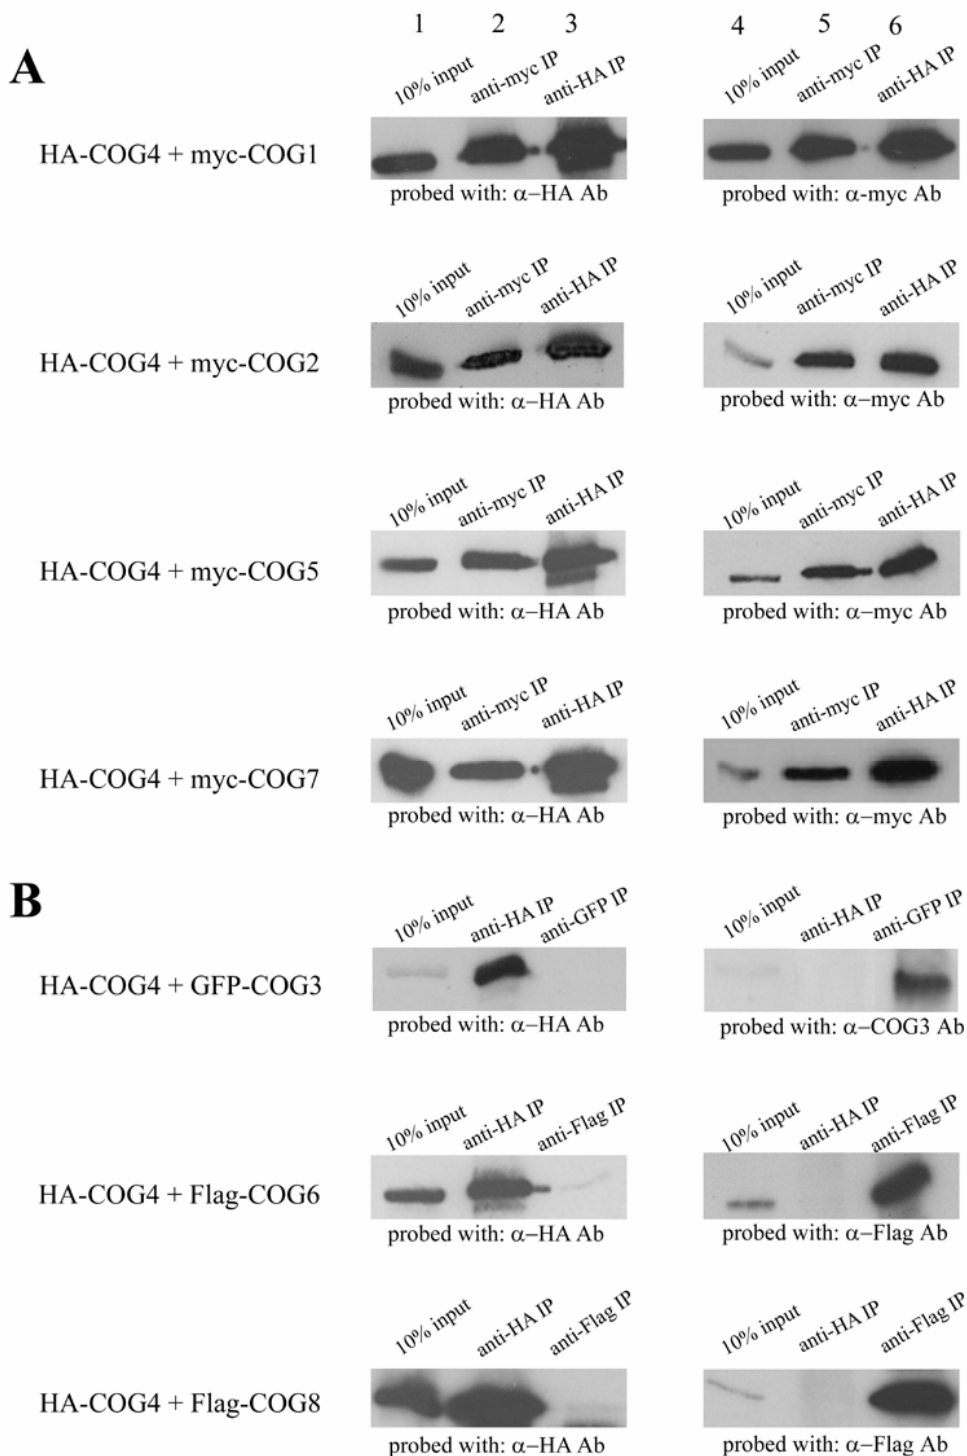 1 2 3 4 5 6
A
10% input anti-myc IP anti-HA IP 10% input anti-myc IP anti-HA IP
HA-COG4 + myc-COG1
probed with: α–HA Ab probed with: α-myc Ab
10% input anti-myc IP anti-HA IP 10% input anti-myc IP anti-HA IP
HA-COG4 + myc-COG2
probed with: α–HA Ab probed with: α–myc Ab
10% input anti-myc IP anti-HA IP 10% input anti-myc IP anti-HA IP
HA-COG4 + myc-COG5
probed with: α–HA Ab probed with: α–myc Ab
10% input anti-myc IP anti-HA IP 10% input anti-myc IP anti-HA IP
HA-COG4 + myc-COG7
probed with: α–HA Ab probed with: α–myc Ab
B
10% input anti-HA IP anti-GFP IP 10% input anti-HA IP anti-GFP IP
HA-COG4 + GFP-COG3
probed with: α–HA Ab probed with: α–COG3 Ab
10% input anti-HA IP anti-Flag IP 10% input anti-HA IP anti-Flag IP
HA-COG4 + Flag-COG6
probed with: α–HA Ab probed with: α–Flag Ab
10% input anti-HA IP anti-Flag IP 10% input anti-HA IP anti-Flag IP
HA-COG4 + Flag-COG8
probed with: α–HA Ab probed with: α–Flag Ab